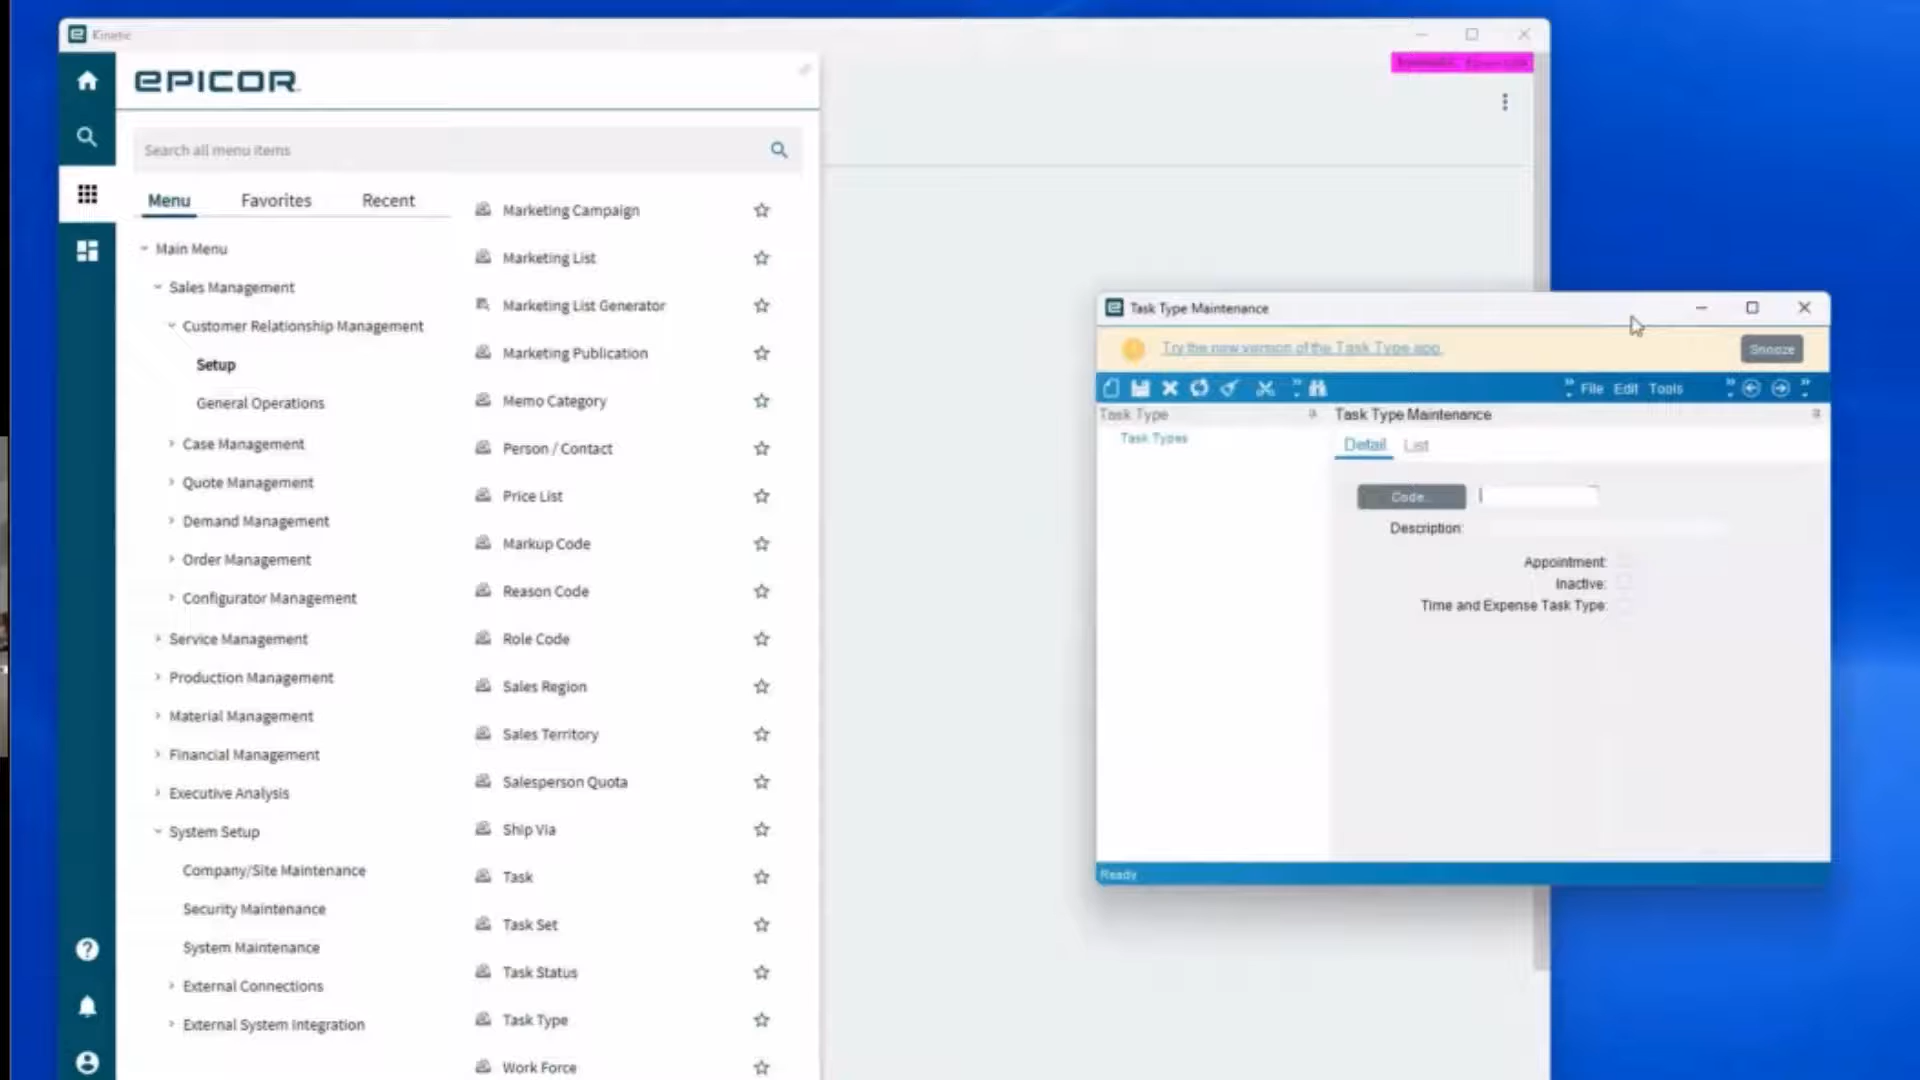 Kinetic
EPICOR
Search all menu items
Menu
Favorites
Recent
Main Menu
Sales Management
Customer Relationship Management
Setup
General Operations
Case Management
Quote Management
Demand Management
Order Management
Configurator Management
Service Management
Production Management
Material Management
Financial Management
Executive Analysis
System Setup
Company/Site Maintenance
Security Maintenance
System Maintenance
External Connections
External System Integration
Marketing Campaign
Marketing List
Marketing List Generator
Marketing Publication
Memo Category
Person / Contact
Price List
Markup Code
Reason Code
Role Code
Sales Region
Sales Territory
Salesperson Quota
Ship Via
Task
Task Set
Task Status
Task Type
Work Force
Task Type Maintenance
Try the new version of the Task Type app.
Snooze
File Edit Tools
Task Type
Task Types
Task Type Maintenance
Detail List
Code...
Description:
Appointment:
Inactive:
Time and Expense Task Type:
Ready